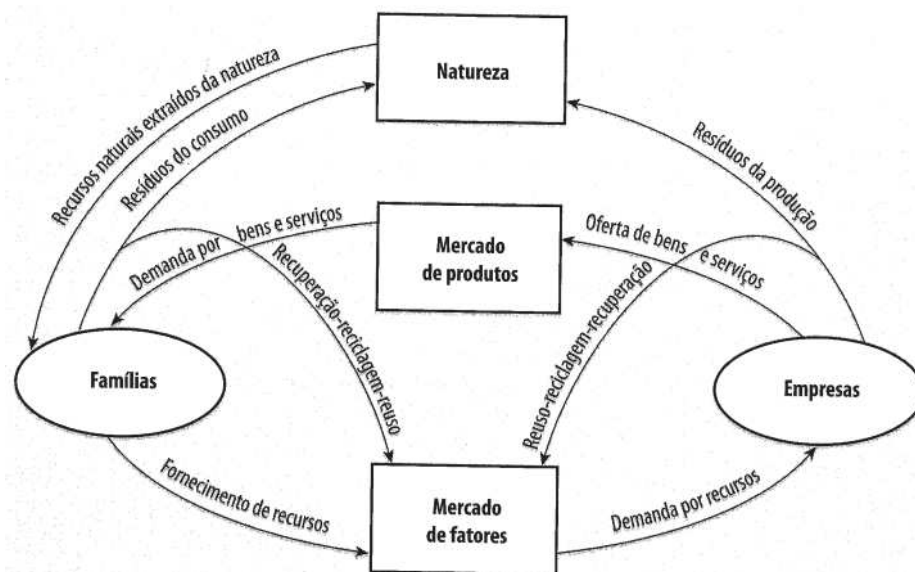 Natureza
Recursos naturais extraídos da natureza
Resíduos do consumo
Resíduos da produção
Demanda por bens e serviços
Mercado
de produtos
Oferta de bens e serviços
Recuperação-reciclagem-reuso
Reuso-reciclagem-recuperação
Famílias
Empresas
Fornecimento de recursos
Mercado
de fatores
Demanda por recursos